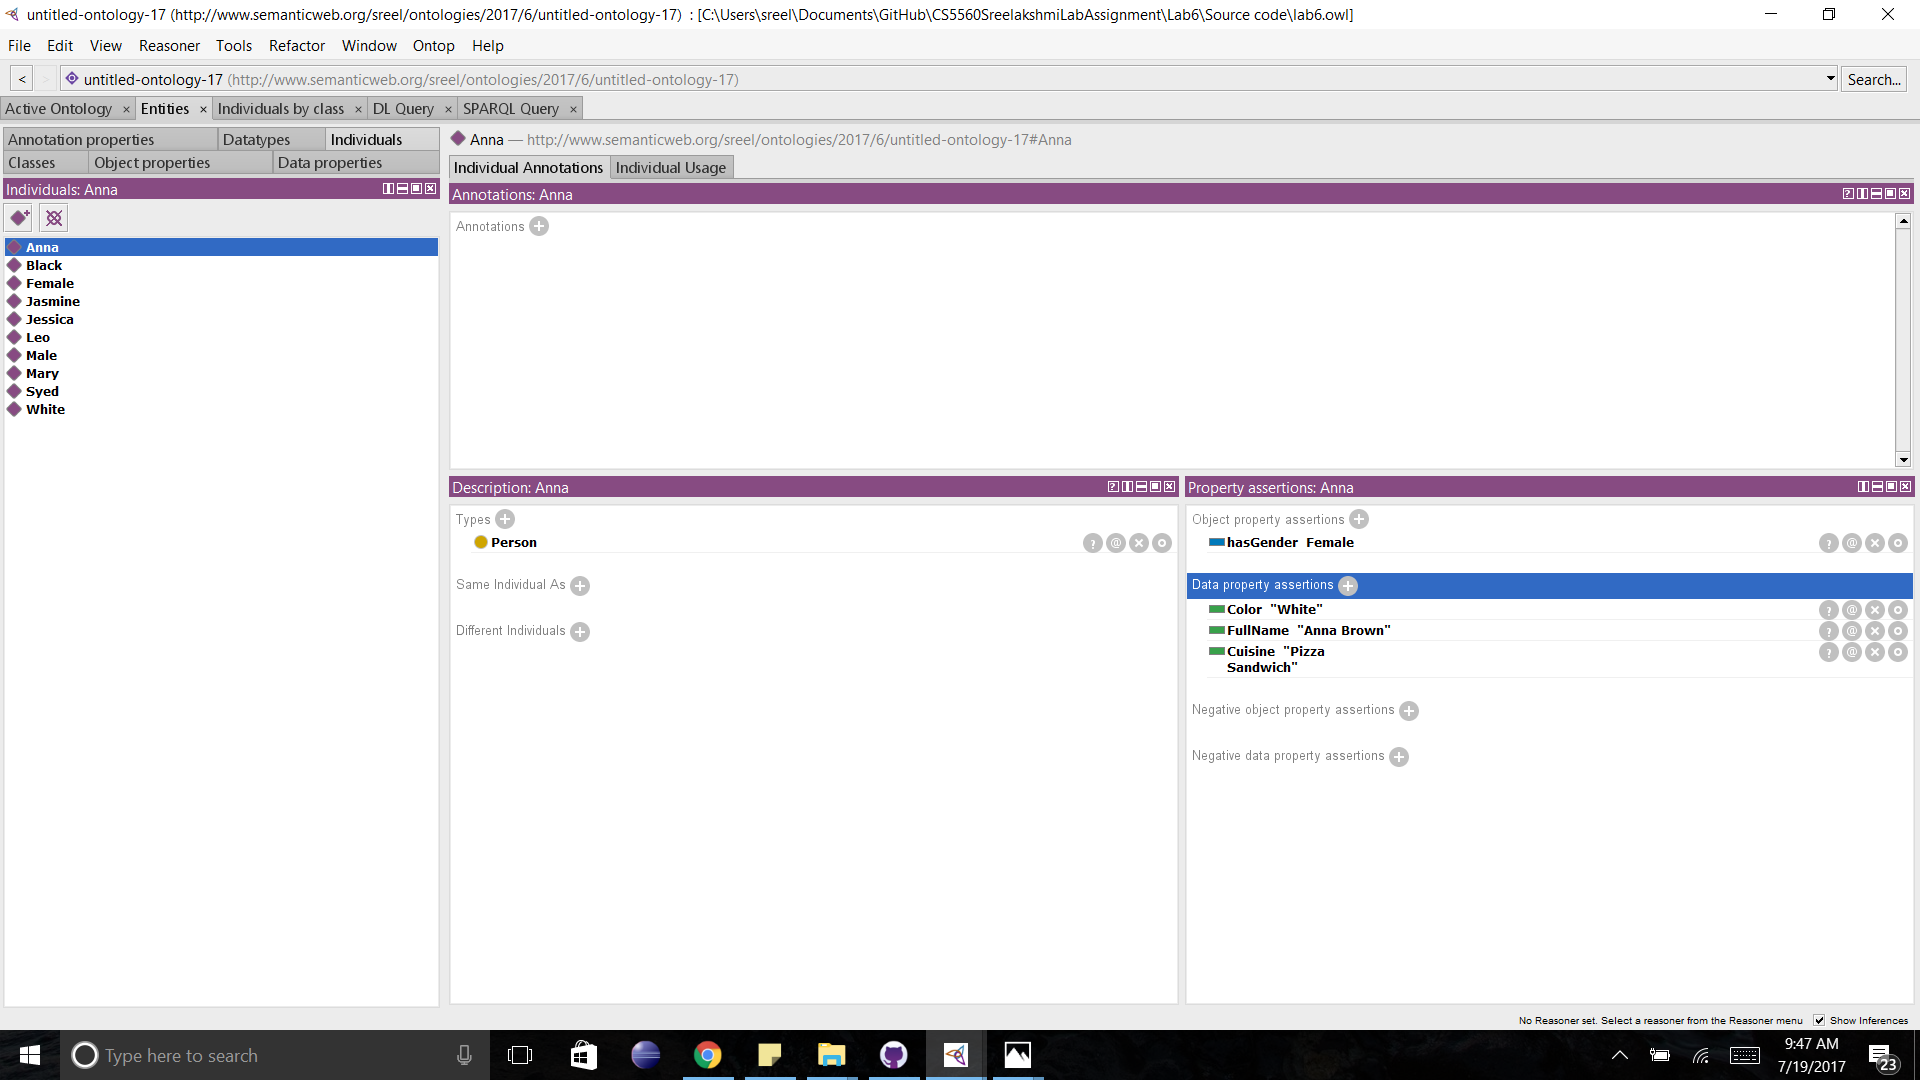 untitled-ontology-17 (http://www.semanticweb.org/sreel/ontologies/2017/6/untitled-ontology-17) : [C:\Users\sreel\Documents\GitHub\CS5560SreelakshmiLabAssignment\Lab6\Source code\lab6.owl]
File Edit View Reasoner Tools Refactor Window Ontop Help
< > untitled-ontology-17 (http://www.semanticweb.org/sreel/ontologies/2017/6/untitled-ontology-17) Search...
Active Ontology × Entities × Individuals by class × DL Query × SPARQL Query ×
Annotation properties Datatypes Individuals
Classes Object properties Data properties
Individuals: Anna
Anna
Black
Female
Jasmine
Jessica
Leo
Male
Mary
Syed
White
Anna — http://www.semanticweb.org/sreel/ontologies/2017/6/untitled-ontology-17#Anna
Individual Annotations Individual Usage
Annotations: Anna
Annotations
Description: Anna
Types
Person
Same Individual As
Different Individuals
Property assertions: Anna
Object property assertions
hasGender Female
Data property assertions
Color "White"
FullName "Anna Brown"
Cuisine "Pizza
Sandwich"
Negative object property assertions
Negative data property assertions
No Reasoner set. Select a reasoner from the Reasoner menu Show Inferences
Type here to search
9:47 AM
7/19/2017
23